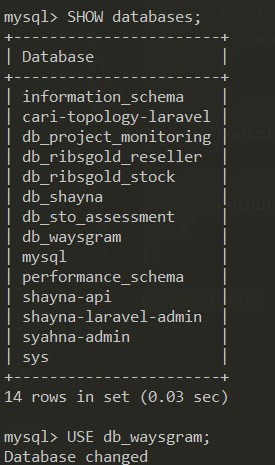 mysql> SHOW databases;
+-----------------------+
| Database              |
+-----------------------+
| information_schema    |
| cari-topology-laravel |
| db_project_monitoring |
| db_ribsgold_reseller  |
| db_ribsgold_stock     |
| db_shayna             |
| db_sto_assessment     |
| db_waysgram           |
| mysql                 |
| performance_schema    |
| shayna-api            |
| shayna-laravel-admin  |
| syahna-admin          |
| sys                   |
+-----------------------+
14 rows in set (0.03 sec)
mysql> USE db_waysgram;
Database changed